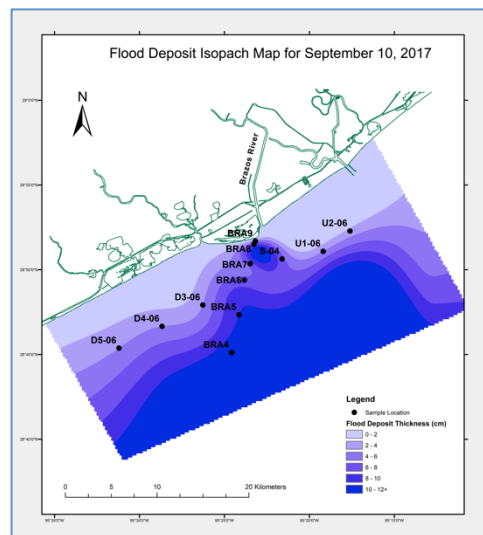 Flood Deposit Isopach Map for September 10, 2017
N
Brazos River
U2-06
BRA9
BRA8
S-04
U1-06
BRA7
BRA6
D3-06
BRA5
D4-06
D5-06
BRA4
Legend
Sample Location
Flood Deposit Thickness (cm)
0 - 2
2 - 4
4 - 6
6 - 8
8 - 10
10 - 12+
0 5 10 20 Kilometers